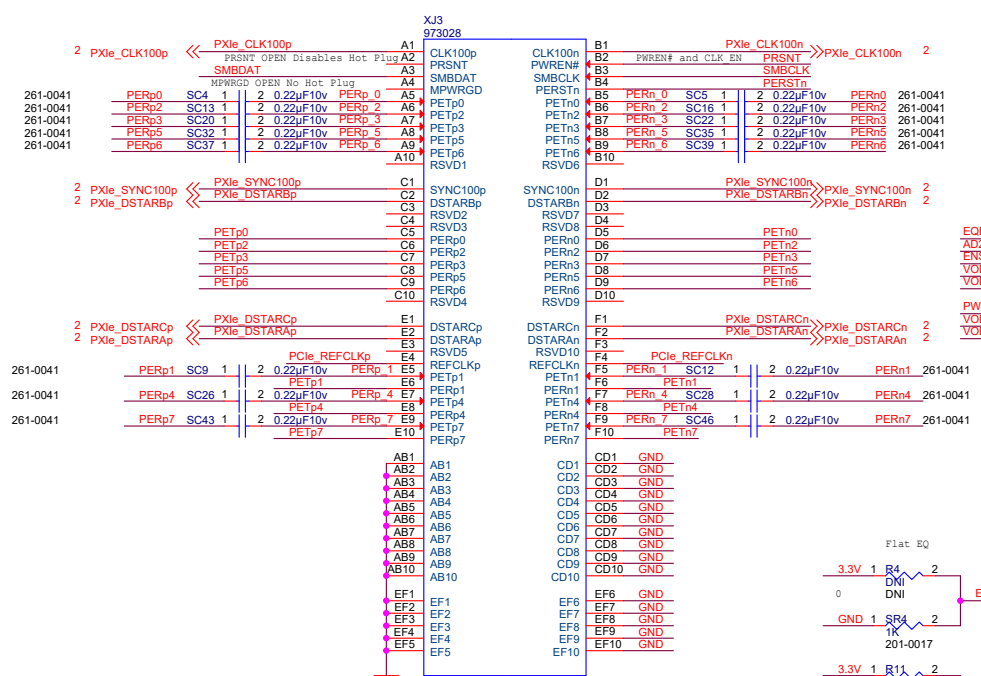 XJ3
973028
2 PXIe_CLK100p PXIe_CLK100p A1 CLK100p CLK100n B1 PXIe_CLK100n PXIe_CLK100n 2
PRSNT OPEN Disables Hot Plug A2 PRSNT PWREN# B2 PWREN# and CLK_EN PRSNT
SMBDAT A3 SMBDAT SMBCLK B3 SMBCLK
MPWRGD OPEN No Hot Plug A4 MPWRGD PERSTn B4 PERSTn
261-0041 PERp0 SC4 1 2 0.22µF10v PERp_0 A5 PETp0 PETn0 B5 PERn_0 SC5 1 2 0.22µF10v PERn0 261-0041
261-0041 PERp2 SC13 1 2 0.22µF10v PERp_2 A6 PETp2 PETn2 B6 PERn_2 SC16 1 2 0.22µF10v PERn2 261-0041
261-0041 PERp3 SC20 1 2 0.22µF10v PERp_3 A7 PETp3 PETn3 B7 PERn_3 SC22 1 2 0.22µF10v PERn3 261-0041
261-0041 PERp5 SC32 1 2 0.22µF10v PERp_5 A8 PETp5 PETn5 B8 PERn_5 SC35 1 2 0.22µF10v PERn5 261-0041
261-0041 PERp6 SC37 1 2 0.22µF10v PERp_6 A9 PETp6 PETn6 B9 PERn_6 SC39 1 2 0.22µF10v PERn6 261-0041
A10 RSVD1 RSVD6 B10
2 PXIe_SYNC100p PXIe_SYNC100p C1 SYNC100p SYNC100n D1 PXIe_SYNC100n PXIe_SYNC100n 2
2 PXIe_DSTARBp PXIe_DSTARBp C2 DSTARBp DSTARBn D2 PXIe_DSTARBn PXIe_DSTARBn 2
C3 RSVD2 RSVD7 D3
C4 RSVD3 RSVD8 D4
PETp0 C5 PERp0 PERn0 D5 PETn0
PETp2 C6 PERp2 PERn2 D6 PETn2
PETp3 C7 PERp3 PERn3 D7 PETn3
PETp5 C8 PERp5 PERn5 D8 PETn5
PETp6 C9 PERp6 PERn6 D9 PETn6
C10 RSVD4 RSVD9 D10
2 PXIe_DSTARCp PXIe_DSTARCp E1 DSTARCp DSTARCn F1 PXIe_DSTARCn PXIe_DSTARCn 2
2 PXIe_DSTARAp PXIe_DSTARAp E2 DSTARAp DSTARAn F2 PXIe_DSTARAn PXIe_DSTARAn 2
E3 RSVD5 RSVD10 F3
PCIe_REFCLKp E4 REFCLKp REFCLKn F4 PCIe_REFCLKn
261-0041 PERp1 SC9 1 2 0.22µF10v PERp_1 E5 PETp1 PETn1 F5 PERn_1 SC12 1 2 0.22µF10v PERn1 261-0041
PETp1 E6 PERp1 PERn1 F6 PETn1
261-0041 PERp4 SC26 1 2 0.22µF10v PERp_4 E7 PETp4 PETn4 F7 PERn_4 SC28 1 2 0.22µF10v PERn4 261-0041
PETp4 E8 PERp4 PERn4 F8 PETn4
261-0041 PERp7 SC43 1 2 0.22µF10v PERp_7 E9 PETp7 PETn7 F9 PERn_7 SC46 1 2 0.22µF10v PERn7 261-0041
PETp7 E10 PERp7 PERn7 F10 PETn7
AB1 AB1 CD1 CD1 GND
AB2 AB2 CD2 CD2 GND
AB3 AB3 CD3 CD3 GND
AB4 AB4 CD4 CD4 GND
AB5 AB5 CD5 CD5 GND
AB6 AB6 CD6 CD6 GND
AB7 AB7 CD7 CD7 GND
AB8 AB8 CD8 CD8 GND
AB9 AB9 CD9 CD9 GND
AB10 AB10 CD10 CD10 GND
EF1 EF1 EF6 EF6 GND
EF2 EF2 EF7 EF7 GND
EF3 EF3 EF8 EF8 GND
EF4 EF4 EF9 EF9 GND
EF5 EF5 EF10 EF10 GND
Flat EQ
3.3V 1 R4 2
DNI
0 DNI
GND 1 SR4 2
1K
201-0017
3.3V 1 R11 2